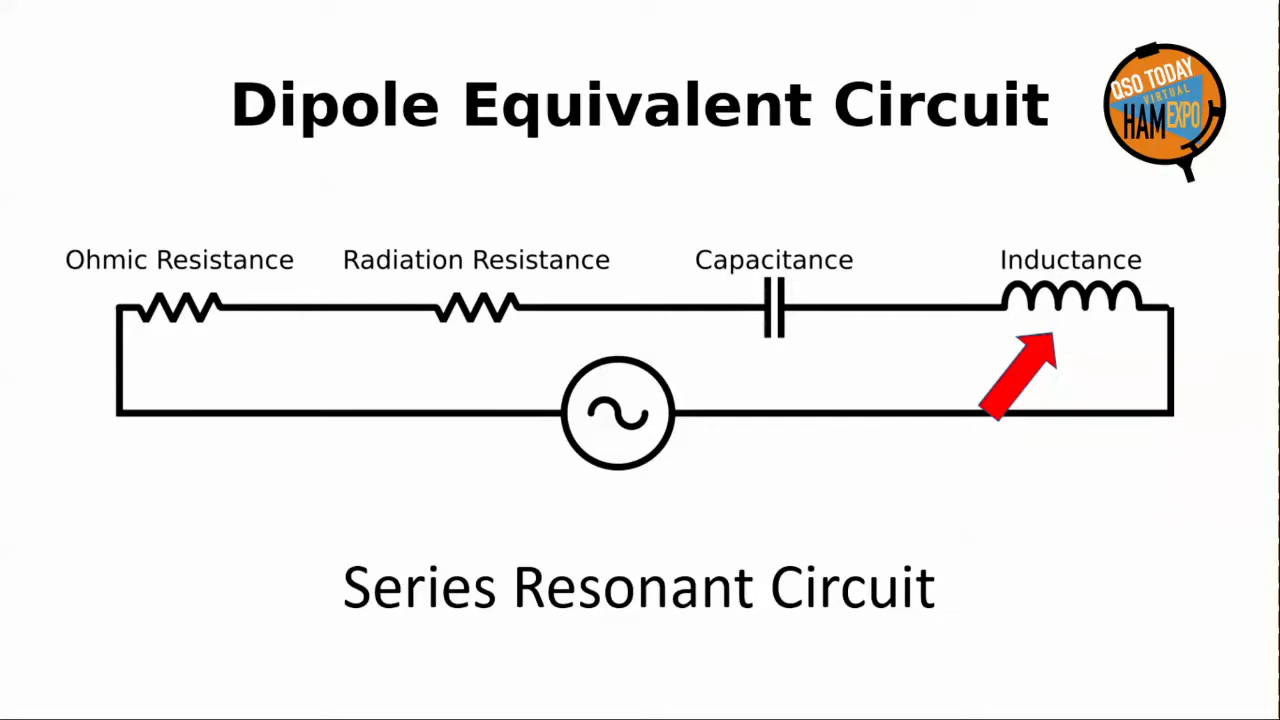 Dipole Equivalent Circuit
QSO TODAY
VIRTUAL
HAM EXPO
Ohmic Resistance Radiation Resistance Capacitance Inductance
Series Resonant Circuit